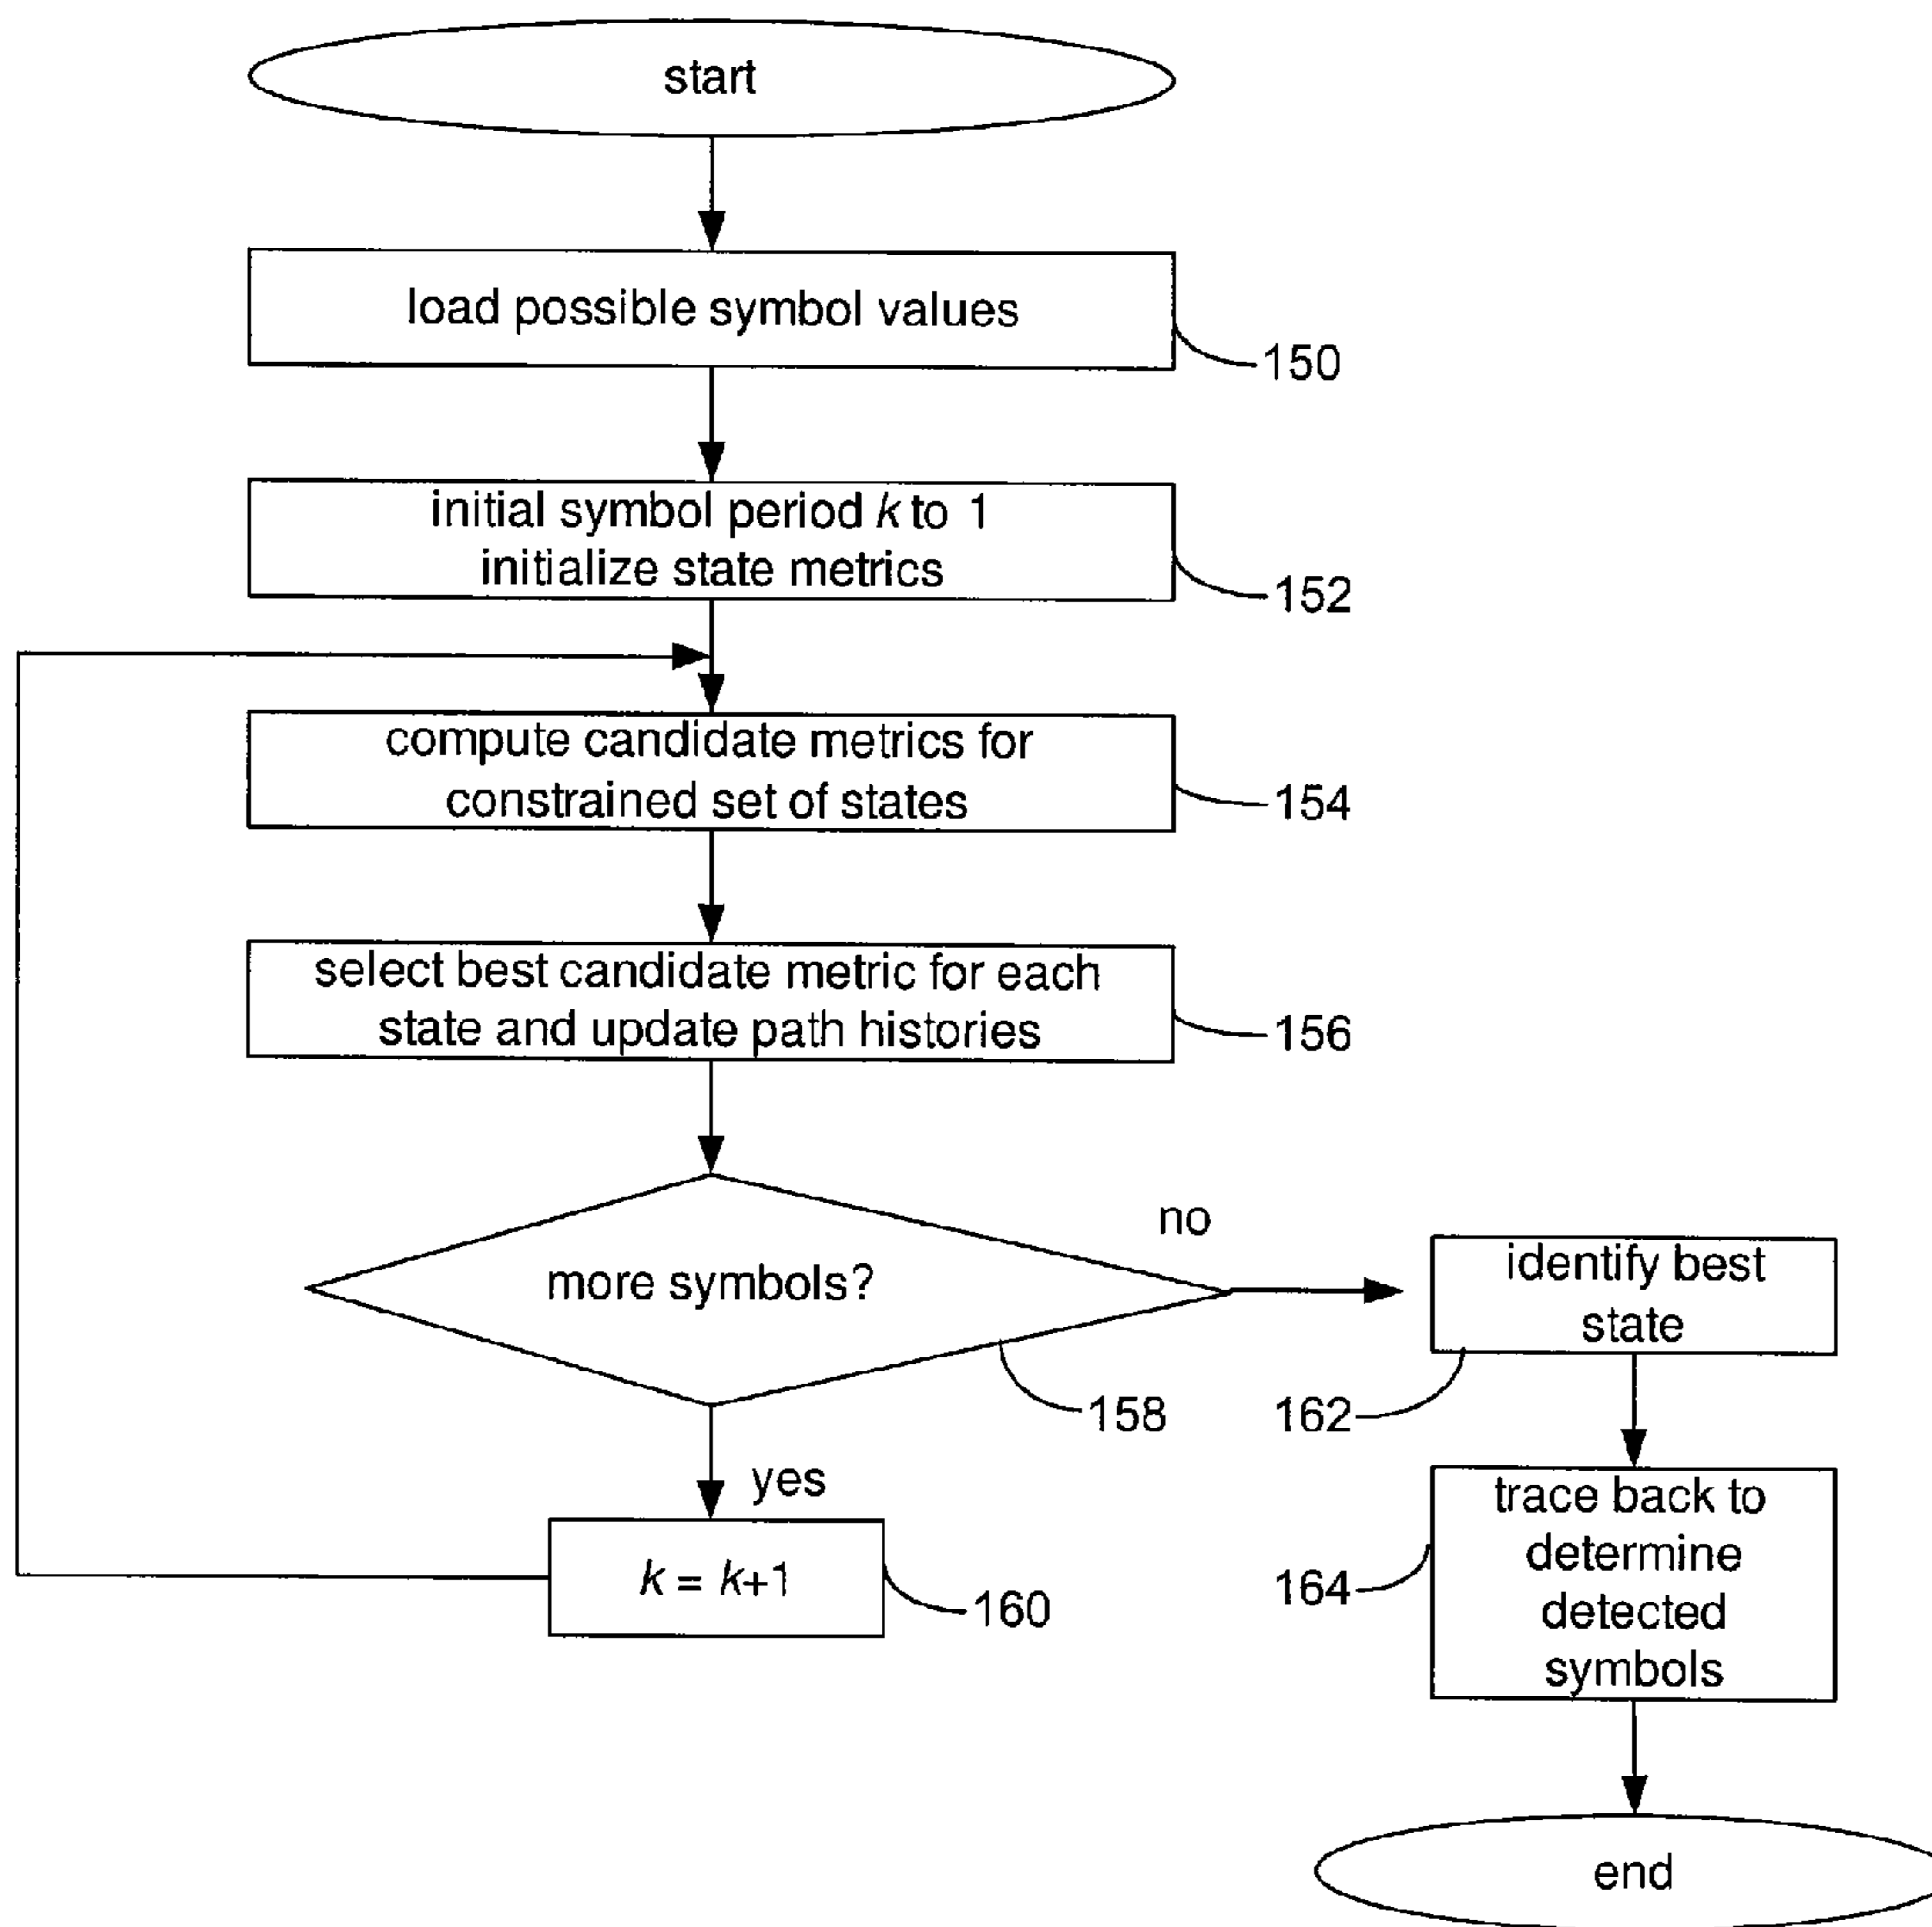 start
load possible symbol values
150
initial symbol period k to 1
initialize state metrics
152
compute candidate metrics for
constrained set of states
154
select best candidate metric for each
state and update path histories
156
more symbols?
no
158
yes
k = k+1
160
identify best
state
162
trace back to
determine
detected
symbols
164
end